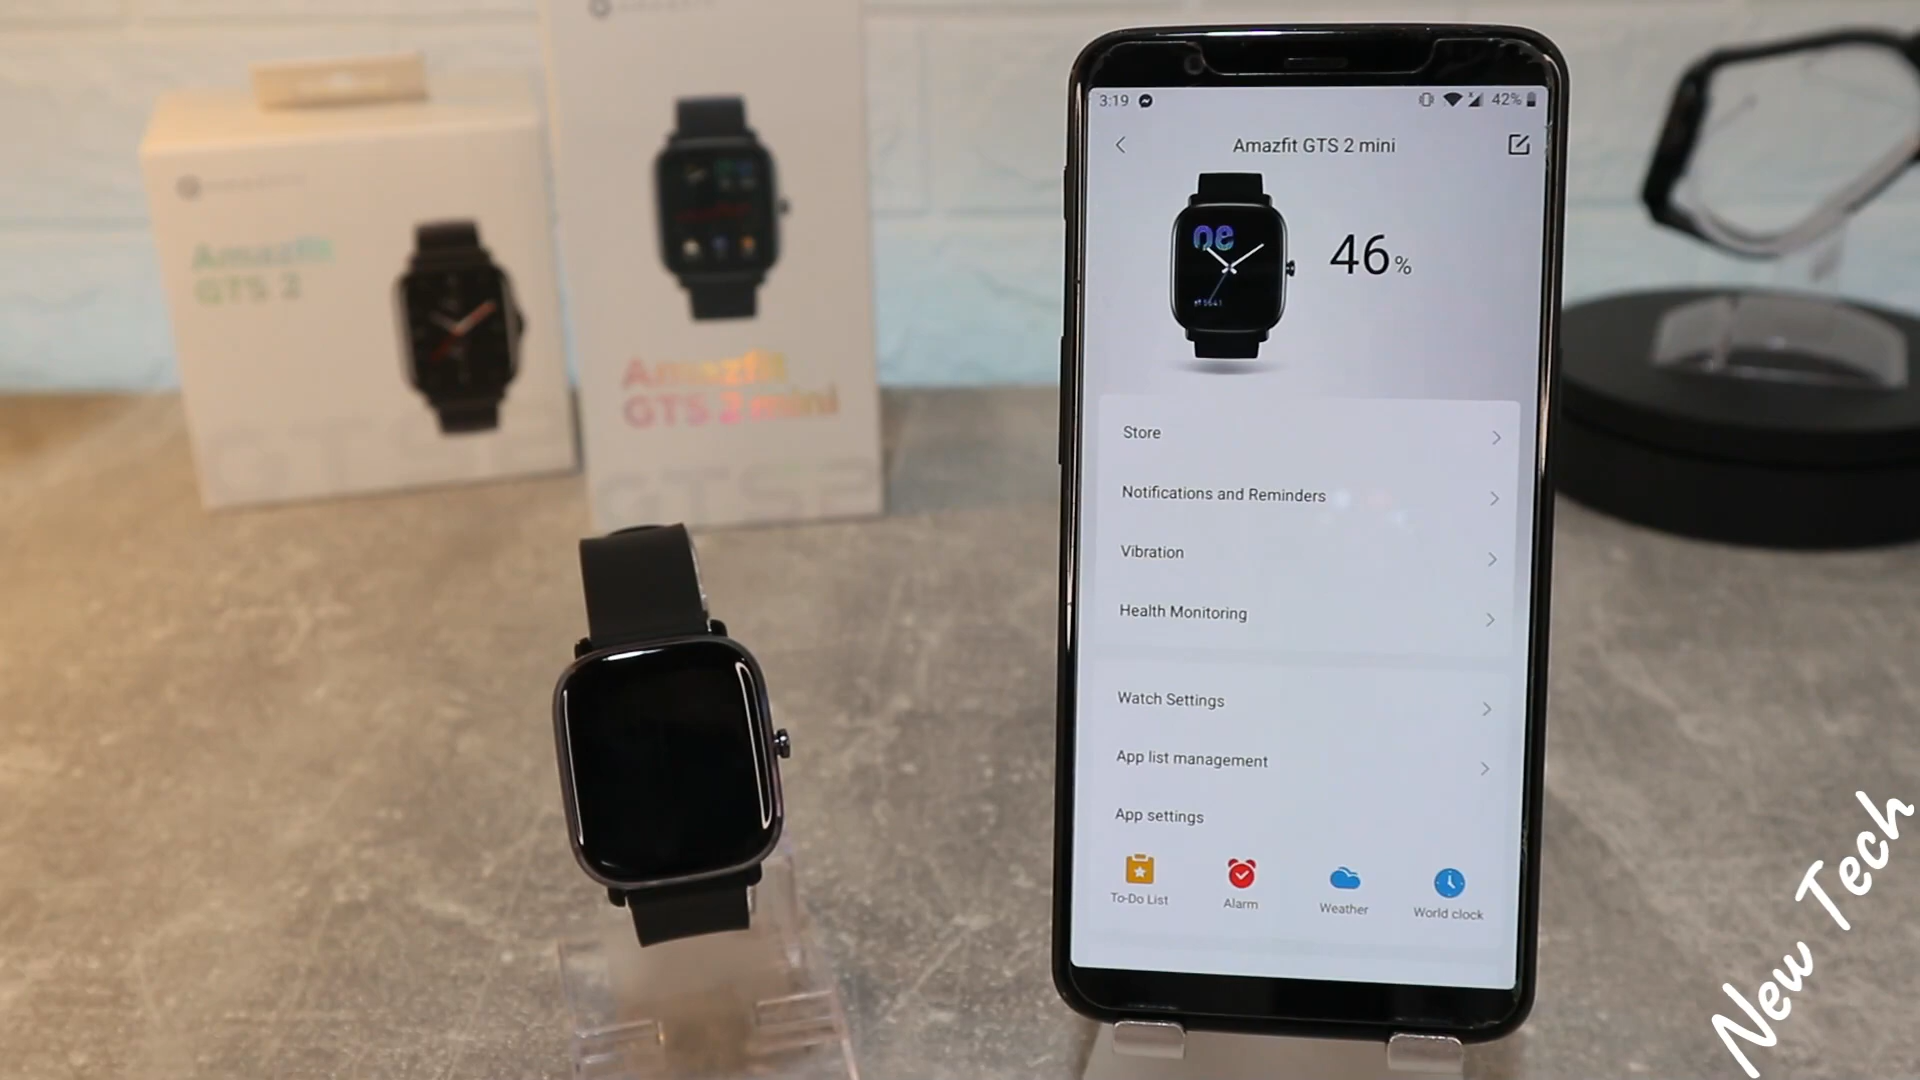 Amazfit
GTS 2
Amazfit
GTS 2 mini
3:19
42%
Amazfit GTS 2 mini
46%
Store
Notifications and Reminders
Vibration
Health Monitoring
Watch Settings
App list management
App settings
To-Do List
Alarm
Weather
World clock
New Tech